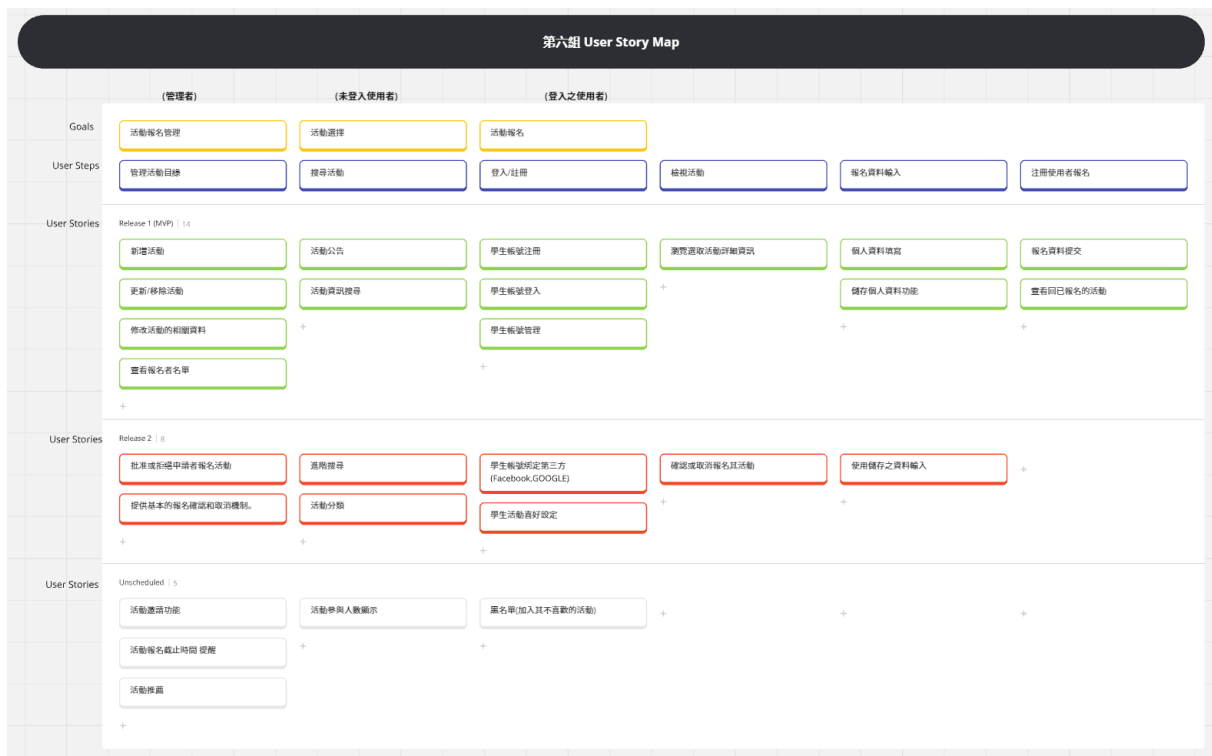 第六組 User Story Map
(管理者)
(未登入使用者)
(登入之使用者)
Goals
活動報名管理
活動選擇
活動報名
User Steps
管理活動目錄
搜尋活動
登入/註冊
檢視活動
報名資料輸入
注冊使用者報名
User Stories
Release 1 (MVP) | 14
新增活動
活動公告
學生帳號注冊
瀏覽選取活動詳細資訊
個人資料填寫
報名資料提交
更新/移除活動
活動資訊搜尋
學生帳號登入
儲存個人資料功能
查看回已報名的活動
修改活動的相關資料
學生帳號管理
查看報名者名單
User Stories
Release 2 | 8
批准或拒絕申請者報名活動
進階搜尋
學生帳號綁定第三方
(Facebook,GOOGLE)
確認或取消報名其活動
使用儲存之資料輸入
提供基本的報名確認和取消機制。
活動分類
學生活動喜好設定
User Stories
Unscheduled | 5
活動邀請功能
活動參與人數顯示
黑名單(加入其不喜歡的活動)
活動報名截止時間 提醒
活動推薦